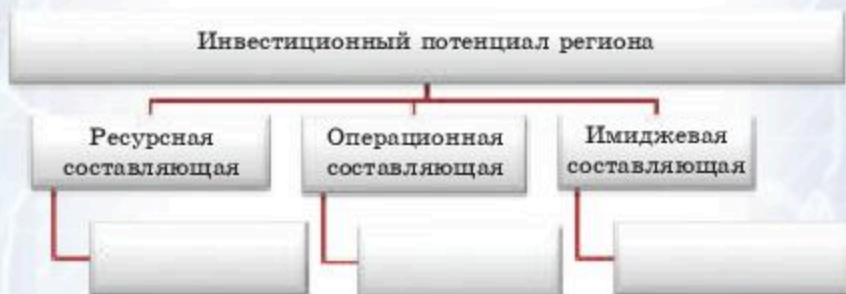 Инвестиционный потенциал региона
Ресурсная
составляющая
Операционная
составляющая
Имиджевая
составляющая